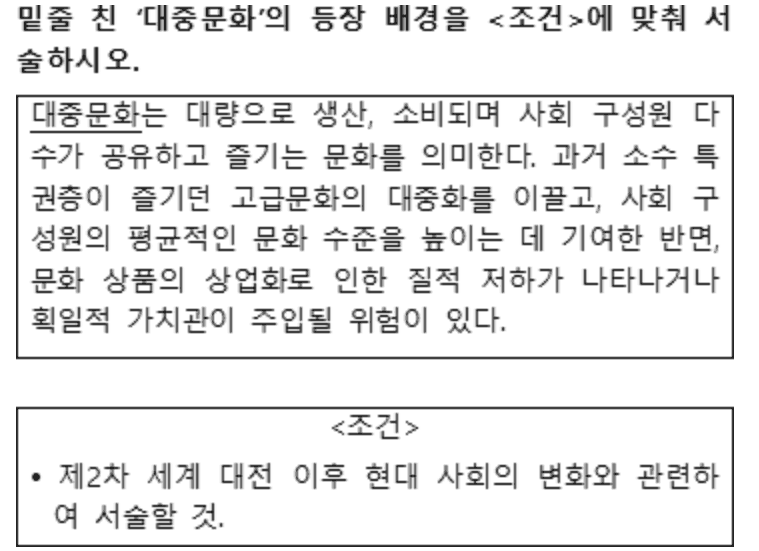 밑줄 친 ‘대중문화’의 등장 배경을 <조건>에 맞춰 서
술하시오.
대중문화는 대량으로 생산, 소비되며 사회 구성원 다
수가 공유하고 즐기는 문화를 의미한다. 과거 소수 특
권층이 즐기던 고급문화의 대중화를 이끌고, 사회 구
성원의 평균적인 문화 수준을 높이는 데 기여한 반면,
문화 상품의 상업화로 인한 질적 저하가 나타나거나
획일적 가치관이 주입될 위험이 있다.
<조건>
• 제2차 세계 대전 이후 현대 사회의 변화와 관련하
여 서술할 것.